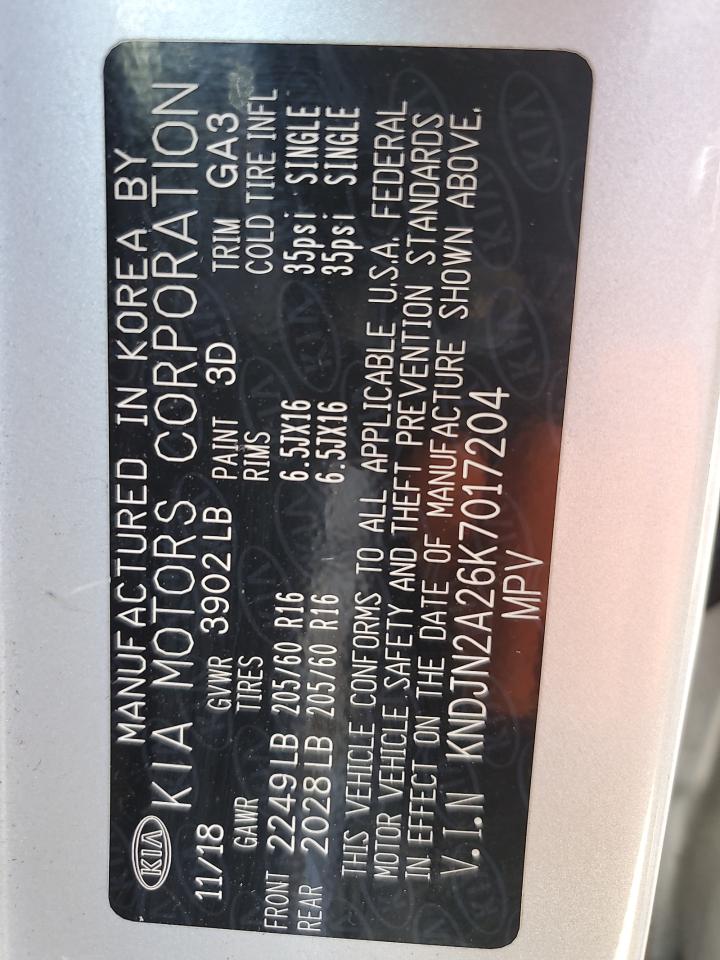 MANUFACTURED IN KOREA BY
KIA KIA MOTORS CORPORATION
11/18 GVWR 3902LB PAINT 3D TRIM GA3
GAWR TIRES RIMS COLD TIRE INFL
FRONT 2249LB 205/60 R16 6.5JX16 35psi SINGLE
REAR 2028LB 205/60 R16 6.5JX16 35psi SINGLE
THIS VEHICLE CONFORMS TO ALL APPLICABLE U.S.A. FEDERAL
MOTOR VEHICLE SAFETY AND THEFT PREVENTION STANDARDS
IN EFFECT ON THE DATE OF MANUFACTURE SHOWN ABOVE.
V.I.N KNDJN2A26K7017204
MPV